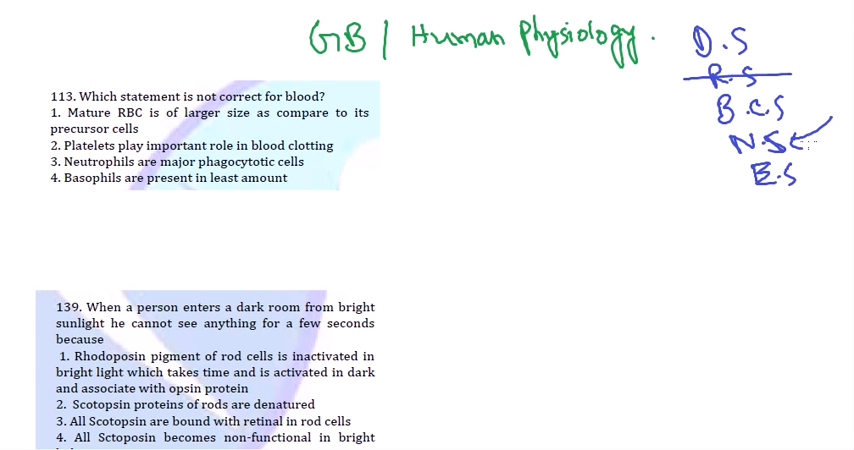 GB | Human Physiology.
D.S
R.S
B.C.S
N.S
E.S
113. Which statement is not correct for blood?
1. Mature RBC is of larger size as compare to its
precursor cells
2. Platelets play important role in blood clotting
3. Neutrophils are major phagocytotic cells
4. Basophils are present in least amount
139. When a person enters a dark room from bright
sunlight he cannot see anything for a few seconds
because
1. Rhodoposin pigment of rod cells is inactivated in
bright light which takes time and is activated in dark
and associate with opsin protein
2. Scotopsin proteins of rods are denatured
3. All Scotopsin are bound with retinal in rod cells
4. All Sctoposin becomes non-functional in bright